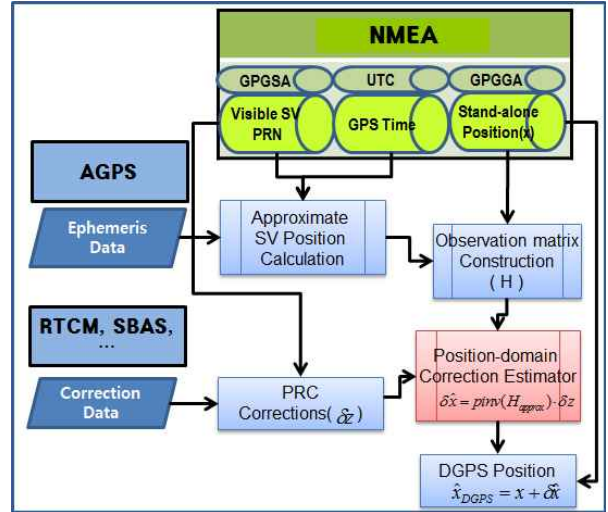 NMEA
GPGSA
UTC
GPGGA
Visible SV
PRN
GPS Time
Stand-alone
Position(x)
AGPS
Ephemeris
Data
Approximate
SV Position
Calculation
Observation matrix
Construction
( H )
RTCM, SBAS,
...
Correction
Data
PRC
Corrections( δz )
Position-domain
Correction Estimator
δx̂ = pinv(H_approx)·δz
DGPS Position
x̂_DGPS = x + δx̂